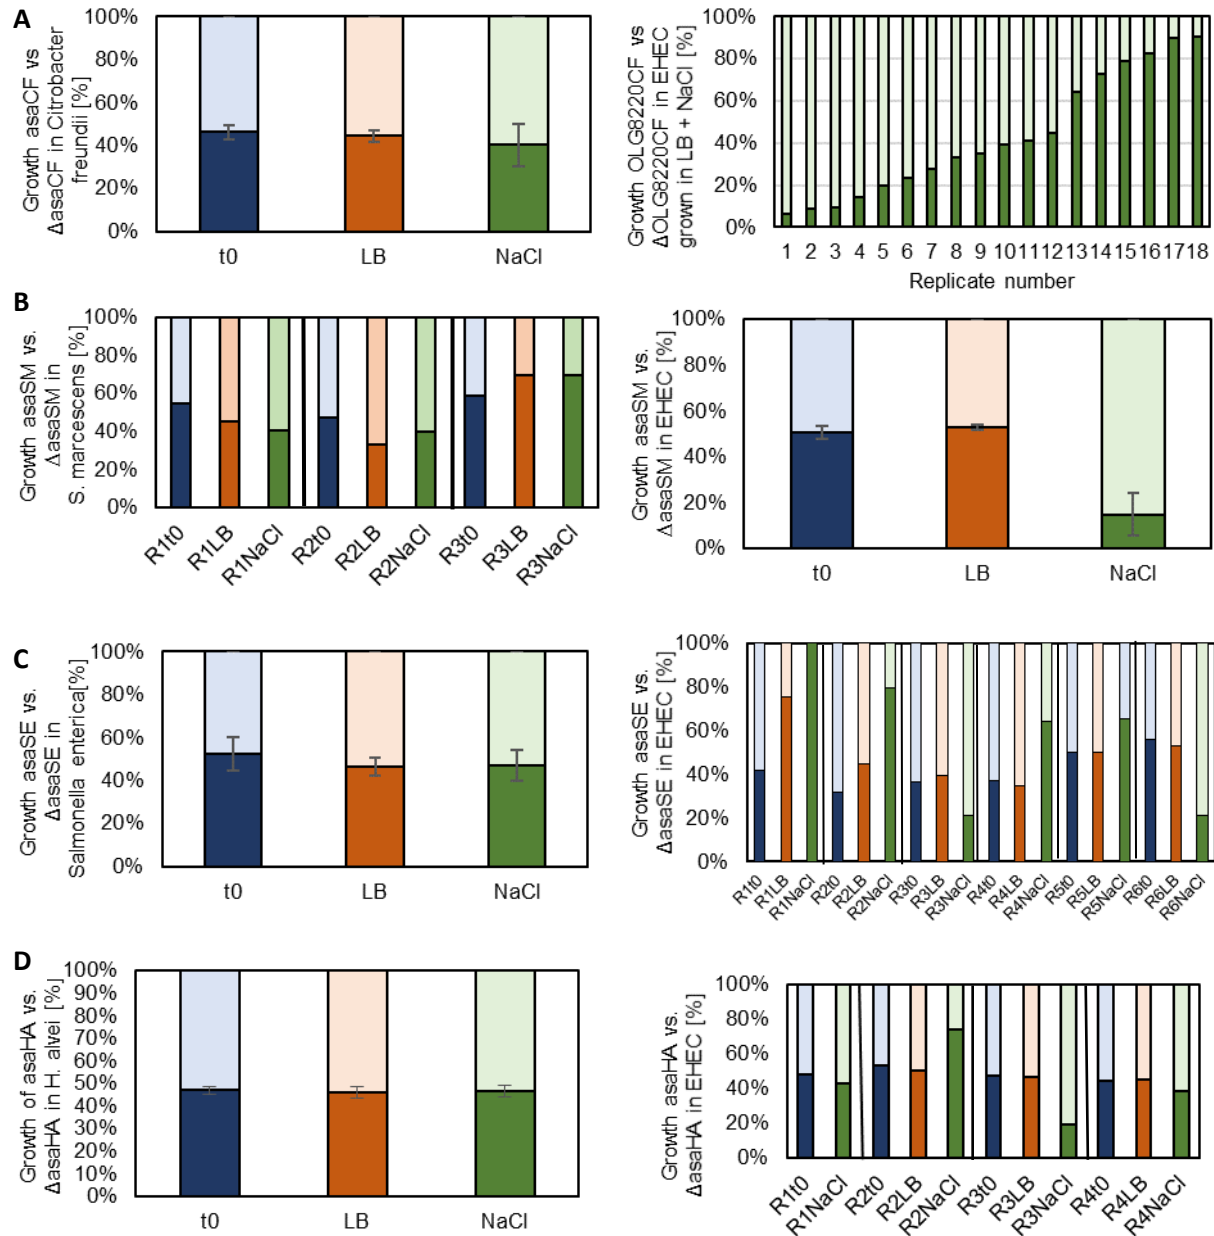 A
Growth asaCF vs
ΔasaCF in Citrobacter
freundii [%]
100%
80%
60%
40%
20%
0%
t0 LB NaCl
Growth OLG8220CF vs
ΔOLG8220CF in EHEC
grown in LB + NaCl [%]
100%
80%
60%
40%
20%
0%
1 2 3 4 5 6 7 8 9 10 11 12 13 14 15 16 17 18
Replicate number
B
Growth asaSM vs.
ΔasaSM in
S. marcescens [%]
100%
80%
60%
40%
20%
0%
R1t0 R1LB R1NaCl R2t0 R2LB R2NaCl R3t0 R3LB R3NaCl
Growth asaSM vs.
ΔasaSM in EHEC [%]
100%
80%
60%
40%
20%
0%
t0 LB NaCl
C
Growth asaSE vs.
ΔasaSE in
Salmonella enterica[%]
100%
80%
60%
40%
20%
0%
t0 LB NaCl
Growth asaSE vs.
ΔasaSE in EHEC [%]
100%
80%
60%
40%
20%
0%
R1t0 R1LB R1NaCl R2t0 R2LB R2NaCl R3t0 R3LB R3NaCl R4t0 R4LB R4NaCl R5t0 R5LB R5NaCl R6t0 R6LB R6NaCl
D
Growth of asaHA vs.
ΔasaHA in H. alvei [%]
100%
90%
80%
70%
60%
50%
40%
30%
20%
10%
0%
t0 LB NaCl
Growth asaHA vs.
ΔasaHA in EHEC [%]
100%
80%
60%
40%
20%
0%
R1t0 R1NaCl R2t0 R2LB R2NaCl R3t0 R3LB R3NaCl R4t0 R4LB R4NaCl